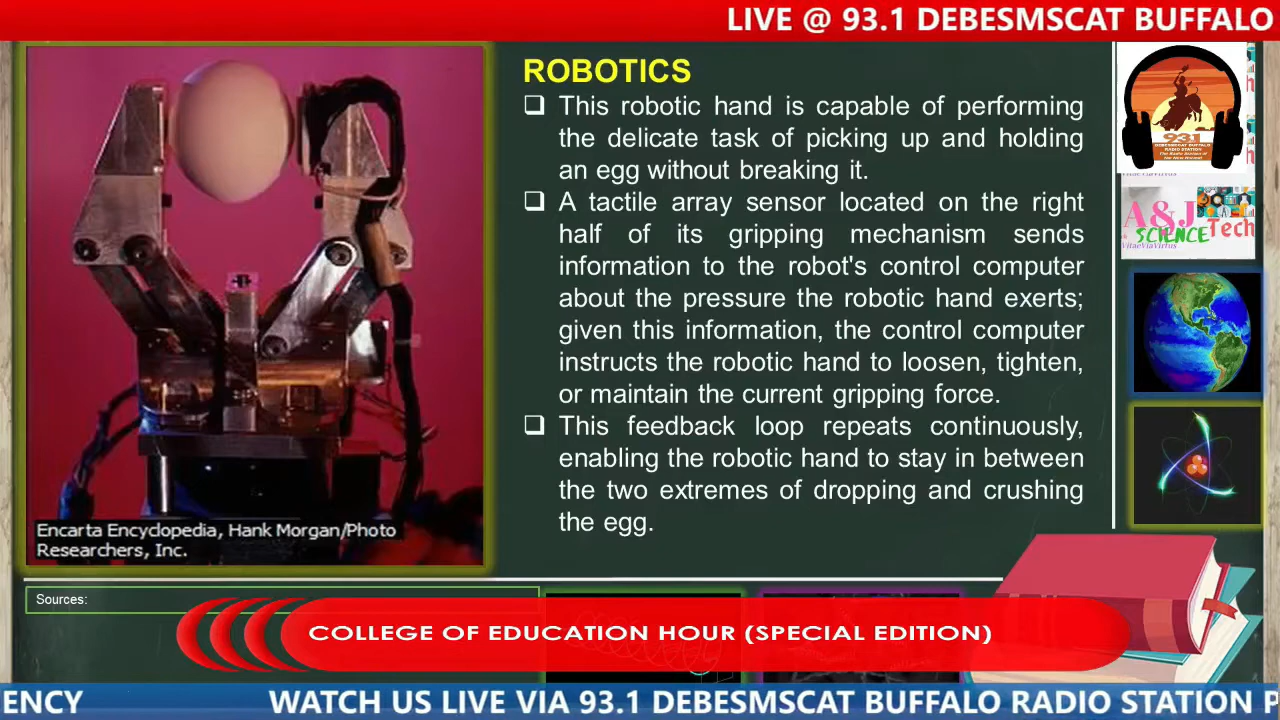 LIVE @ 93.1 DEBESMSCAT BUFFALO
ROBOTICS
This robotic hand is capable of performing
the delicate task of picking up and holding
an egg without breaking it.
A tactile array sensor located on the right
half of its gripping mechanism sends
information to the robot's control computer
about the pressure the robotic hand exerts;
given this information, the control computer
instructs the robotic hand to loosen, tighten,
or maintain the current gripping force.
This feedback loop repeats continuously,
enabling the robotic hand to stay in between
the two extremes of dropping and crushing
the egg.
Encarta Encyclopedia, Hank Morgan/Photo
Researchers, Inc.
931
DEBESMSCAT BUFFALO
RADIO STATION
A&J
SCIENCE Tech
VitaeViaVirtus
Sources:
COLLEGE OF EDUCATION HOUR (SPECIAL EDITION)
ENCY WATCH US LIVE VIA 93.1 DEBESMSCAT BUFFALO RADIO STATION P